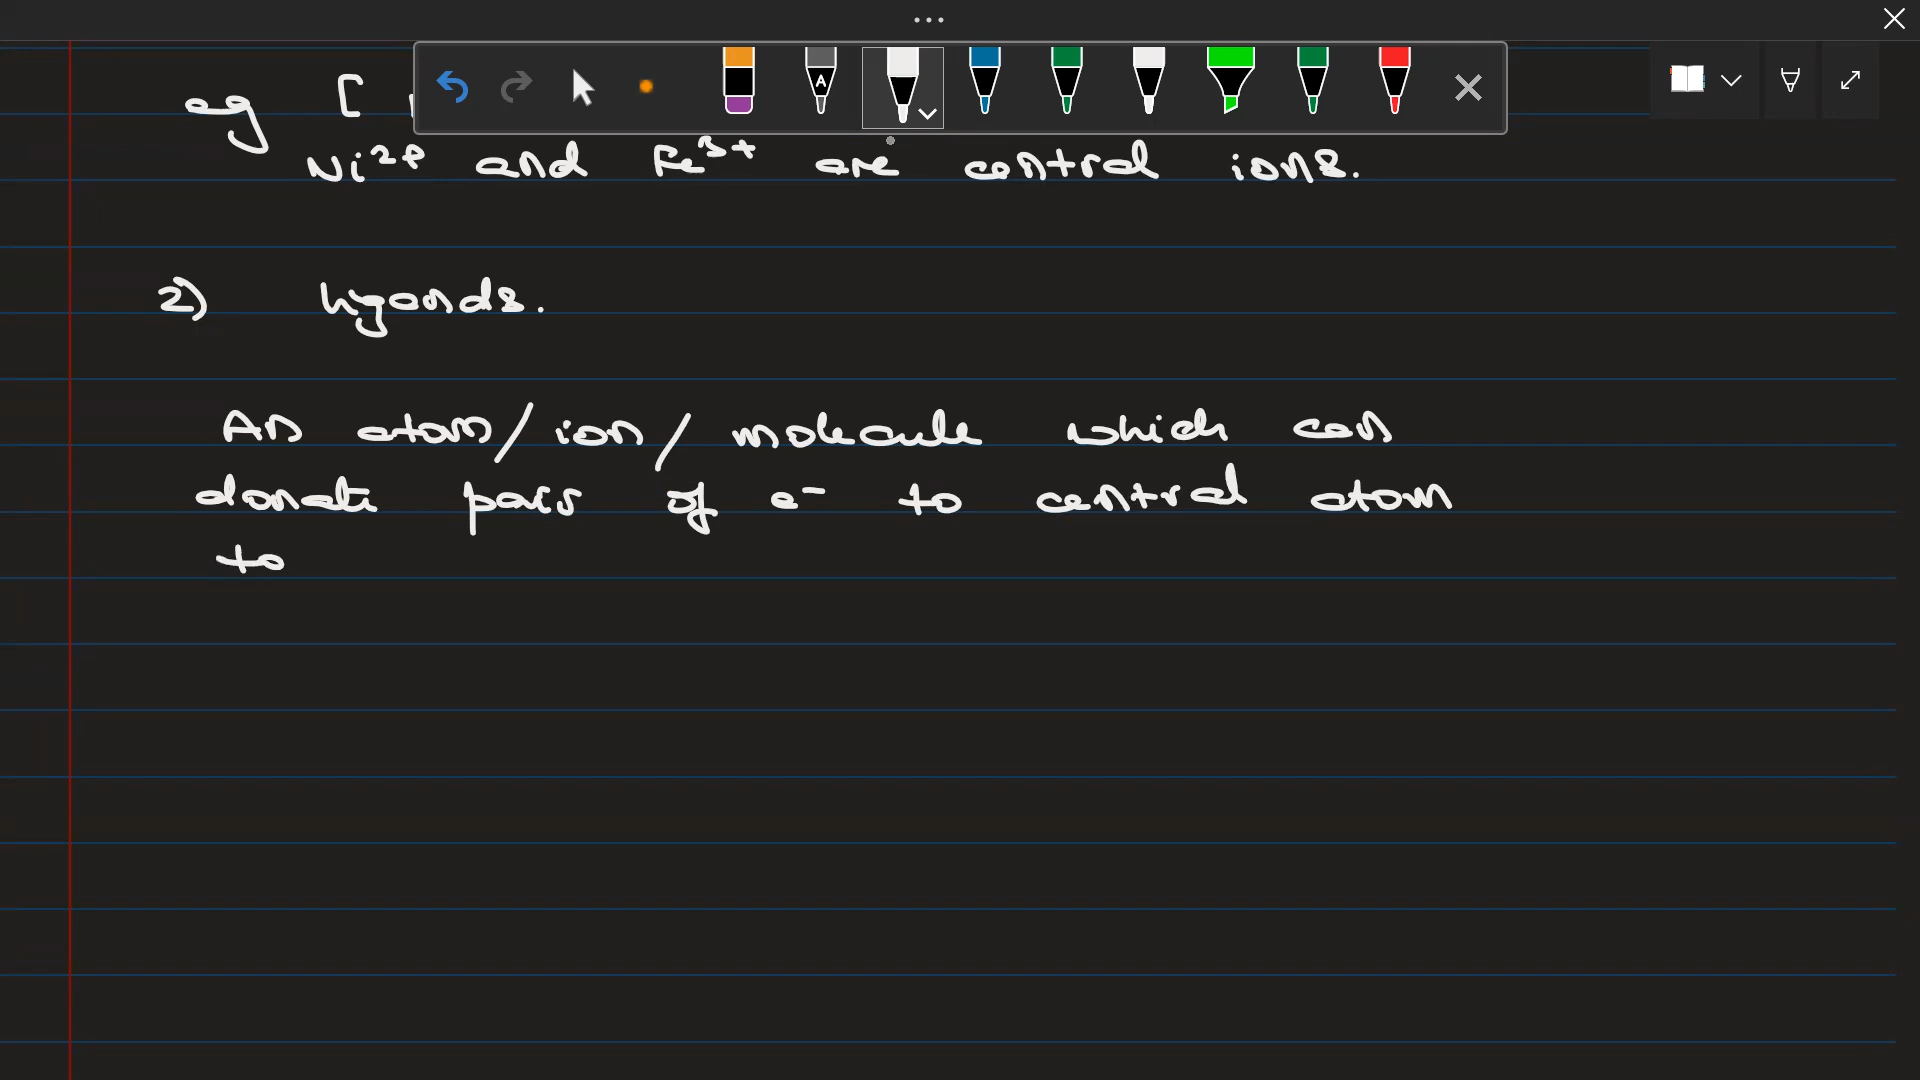 eg [
Ni²⁺ and Fe³⁺ are central ions.
2) Ligands.
An atom/ion/molecule which can
donate pair of e⁻ to central atom
to